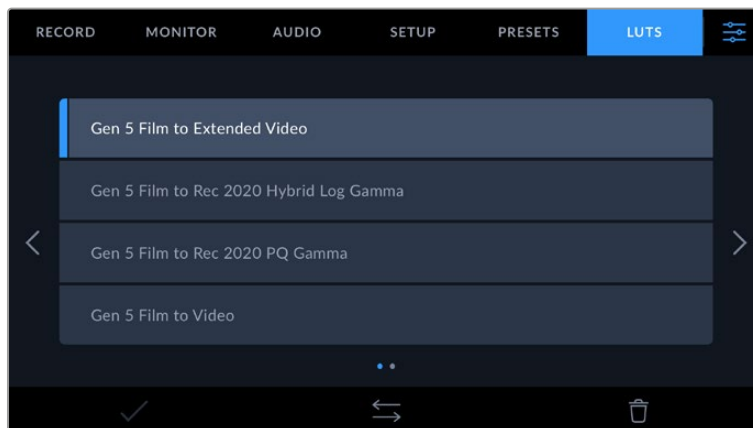 RECORD MONITOR AUDIO SETUP PRESETS LUTS
Gen 5 Film to Extended Video
Gen 5 Film to Rec 2020 Hybrid Log Gamma
Gen 5 Film to Rec 2020 PQ Gamma
Gen 5 Film to Video